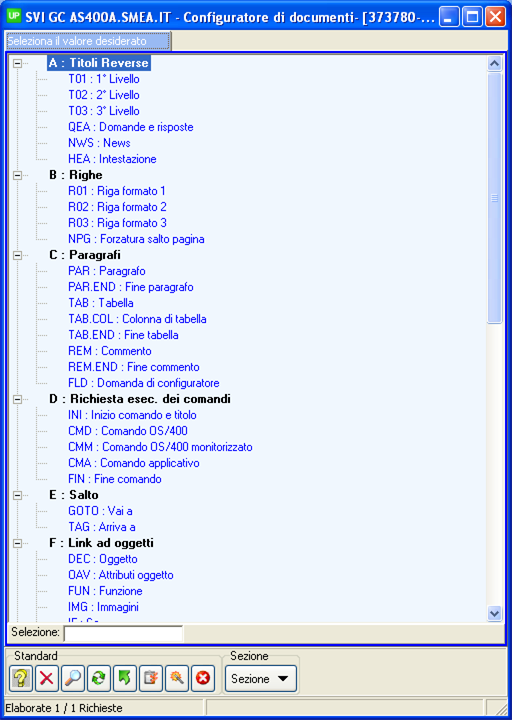 UP SVI GC AS400A.SMEA.IT - Configuratore di documenti- [373780-...
Seleziona il valore desiderato
A : Titoli Reverse
T01 : 1° Livello
T02 : 2° Livello
T03 : 3° Livello
QEA : Domande e risposte
NWS : News
HEA : Intestazione
B : Righe
R01 : Riga formato 1
R02 : Riga formato 2
R03 : Riga formato 3
NPG : Forzatura salto pagina
C : Paragrafi
PAR : Paragrafo
PAR.END : Fine paragrafo
TAB : Tabella
TAB.COL : Colonna di tabella
TAB.END : Fine tabella
REM : Commento
REM.END : Fine commento
FLD : Domanda di configuratore
D : Richiesta esec. dei comandi
INI : Inizio comando e titolo
CMD : Comando OS/400
CMM : Comando OS/400 monitorizzato
CMA : Comando applicativo
FIN : Fine comando
E : Salto
GOTO : Vai a
TAG : Arriva a
F : Link ad oggetti
DEC : Oggetto
OAV : Attributi oggetto
FUN : Funzione
IMG : Immagini
Selezione:
Standard
Sezione
Sezione
Elaborate 1 / 1 Richieste